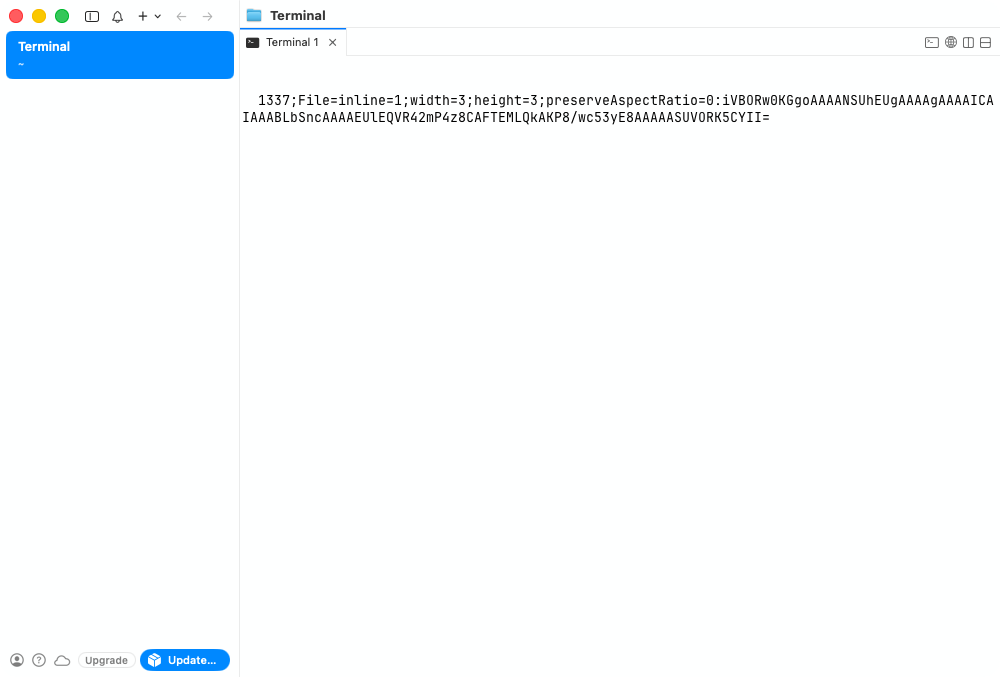 Terminal
Terminal
~
Terminal 1
1337;File=inline=1;width=3;height=3;preserveAspectRatio=0:iVBORw0KGgoAAAANSUhEUgAAAAgAAAAICA
IAAABLbSncAAAAEUlEQVR42mP4z8CAFTEMLQkAKP8/wc53yE8AAAAASUVORK5CYII=
Upgrade
Update...